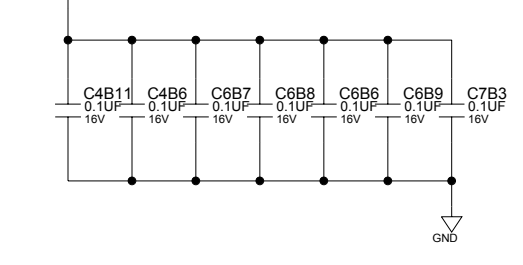 C4B11 C4B6 C6B7 C6B8 C6B6 C6B9 C7B3
0.1UF 0.1UF 0.1UF 0.1UF 0.1UF 0.1UF 0.1UF
16V 16V 16V 16V 16V 16V 16V
GND